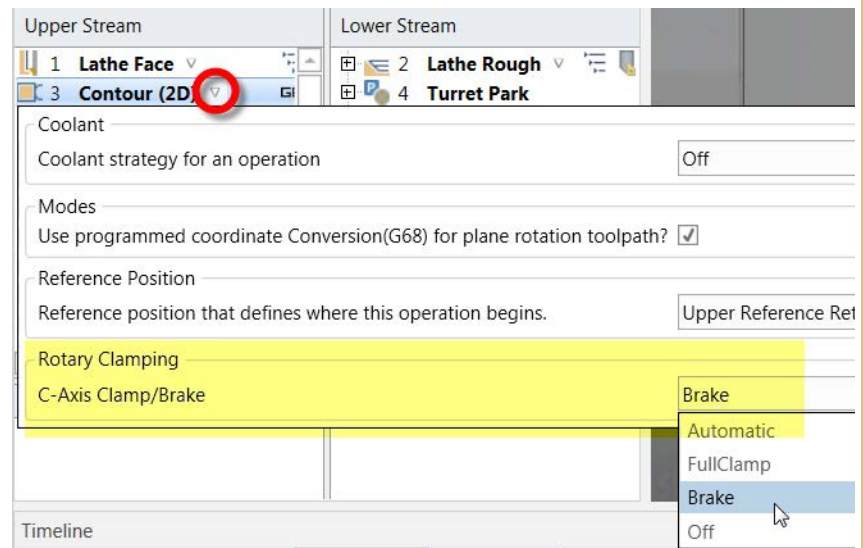 Upper Stream
Lower Stream
1 Lathe Face
2 Lathe Rough
3 Contour (2D)
4 Turret Park
Coolant
Coolant strategy for an operation
Off
Modes
Use programmed coordinate Conversion(G68) for plane rotation toolpath?
Reference Position
Reference position that defines where this operation begins.
Upper Reference Ret
Rotary Clamping
C-Axis Clamp/Brake
Brake
Automatic
FullClamp
Brake
Off
Timeline